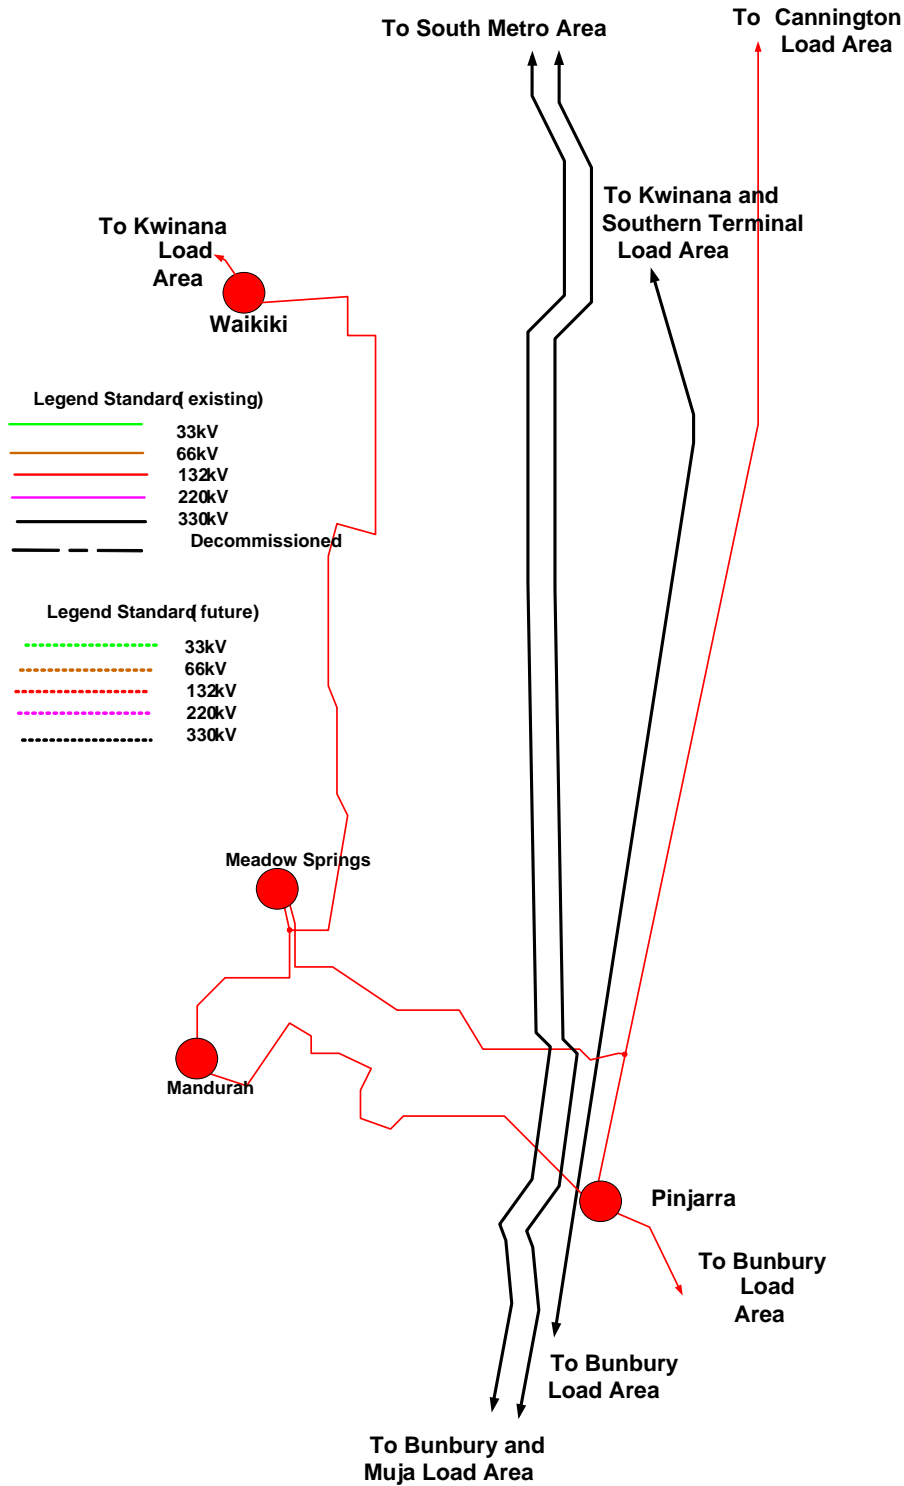 To South Metro Area
To Cannington
Load Area
To Kwinana and
Southern Terminal
Load Area
To Kwinana
Load
Area
Waikiki
Legend Standard( existing)
33kV
66kV
132kV
220kV
330kV
Decommissioned
Legend Standard( future)
33kV
66kV
132kV
220kV
330kV
Meadow Springs
Mandurah
Pinjarra
To Bunbury
Load
Area
To Bunbury
Load Area
To Bunbury and
Muja Load Area